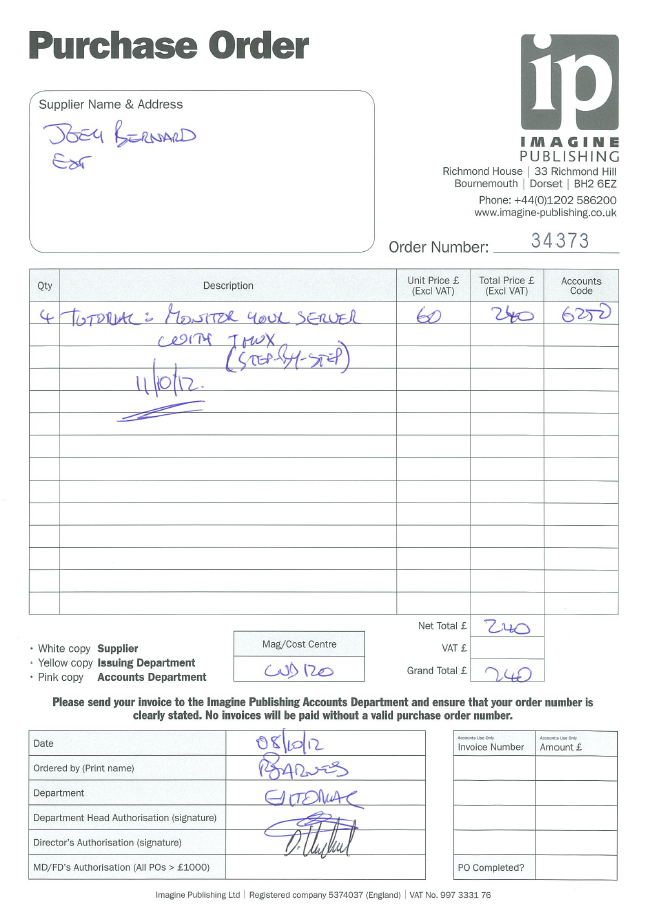 Purchase Order
ip
IMAGINE
PUBLISHING
Richmond House | 33 Richmond Hill
Bournemouth | Dorset | BH2 6EZ
Phone: +44(0)1202 586200
www.imagine-publishing.co.uk
Supplier Name & Address
JOEY BERNARD
EXT
Order Number: 34373
Qty Description Unit Price £ (Excl VAT) Total Price £ (Excl VAT) Accounts Code
4 TUTORIAL: MONITOR YOUR SERVER 60 240 6250
WITH
(STEP-BY-STEP)
11/10/12.
Net Total £ 240
VAT £
Grand Total £ 240
• White copy Supplier
• Yellow copy Issuing Department
• Pink copy Accounts Department
Mag/Cost Centre
LUD 120
Please send your invoice to the Imagine Publishing Accounts Department and ensure that your order number is
clearly stated. No invoices will be paid without a valid purchase order number.
Date 08/10/12
Ordered by (Print name) R BARNES
Department EDITORIAL
Department Head Authorisation (signature)
Director's Authorisation (signature)
MD/FD's Authorisation (All POs > £1000)
Accounts Use Only Accounts Use Only
Invoice Number Amount £
PO Completed?
Imagine Publishing Ltd | Registered company 5374037 (England) | VAT No. 997 3331 76